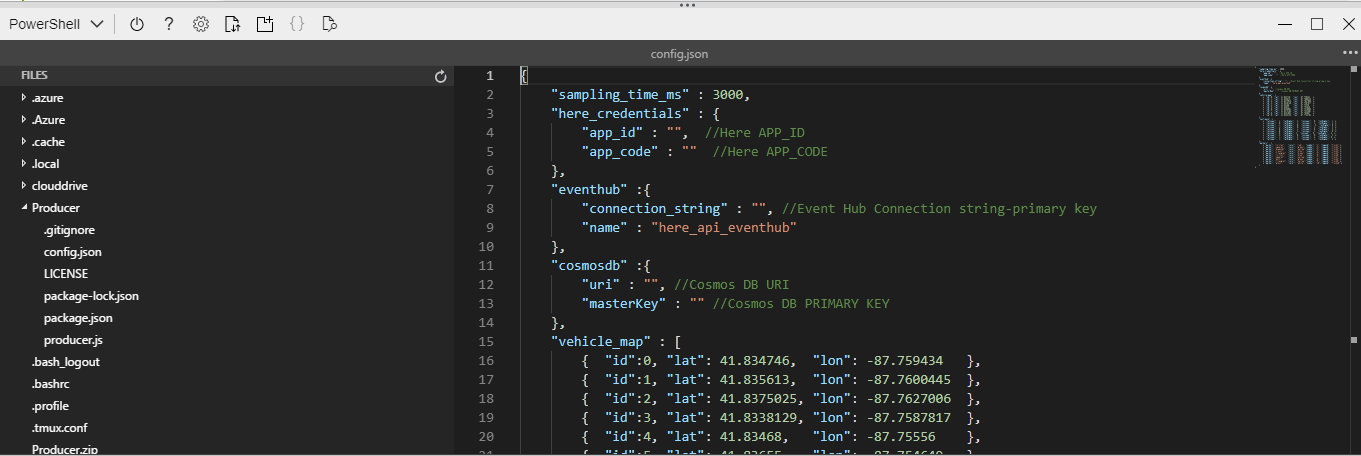 PowerShell
?
{}
config.json
FILES
.azure
.Azure
.cache
.local
clouddrive
Producer
.gitignore
config.json
LICENSE
package-lock.json
package.json
producer.js
.bash_logout
.bashrc
.profile
.tmux.conf
Producer.zip
1 {
2 "sampling_time_ms" : 3000,
3 "here_credentials" : {
4 "app_id" : "", //Here APP_ID
5 "app_code" : "" //Here APP_CODE
6 },
7 "eventhub" :{
8 "connection_string" : "", //Event Hub Connection string-primary key
9 "name" : "here_api_eventhub"
10 },
11 "cosmosdb" :{
12 "uri" : "", //Cosmos DB URI
13 "masterKey" : "" //Cosmos DB PRIMARY KEY
14 },
15 "vehicle_map" : [
16 { "id":0, "lat": 41.834746, "lon": -87.759434 },
17 { "id":1, "lat": 41.835613, "lon": -87.7600445 },
18 { "id":2, "lat": 41.8375025, "lon": -87.7627006 },
19 { "id":3, "lat": 41.8338129, "lon": -87.7587817 },
20 { "id":4, "lat": 41.83468, "lon": -87.75556 },